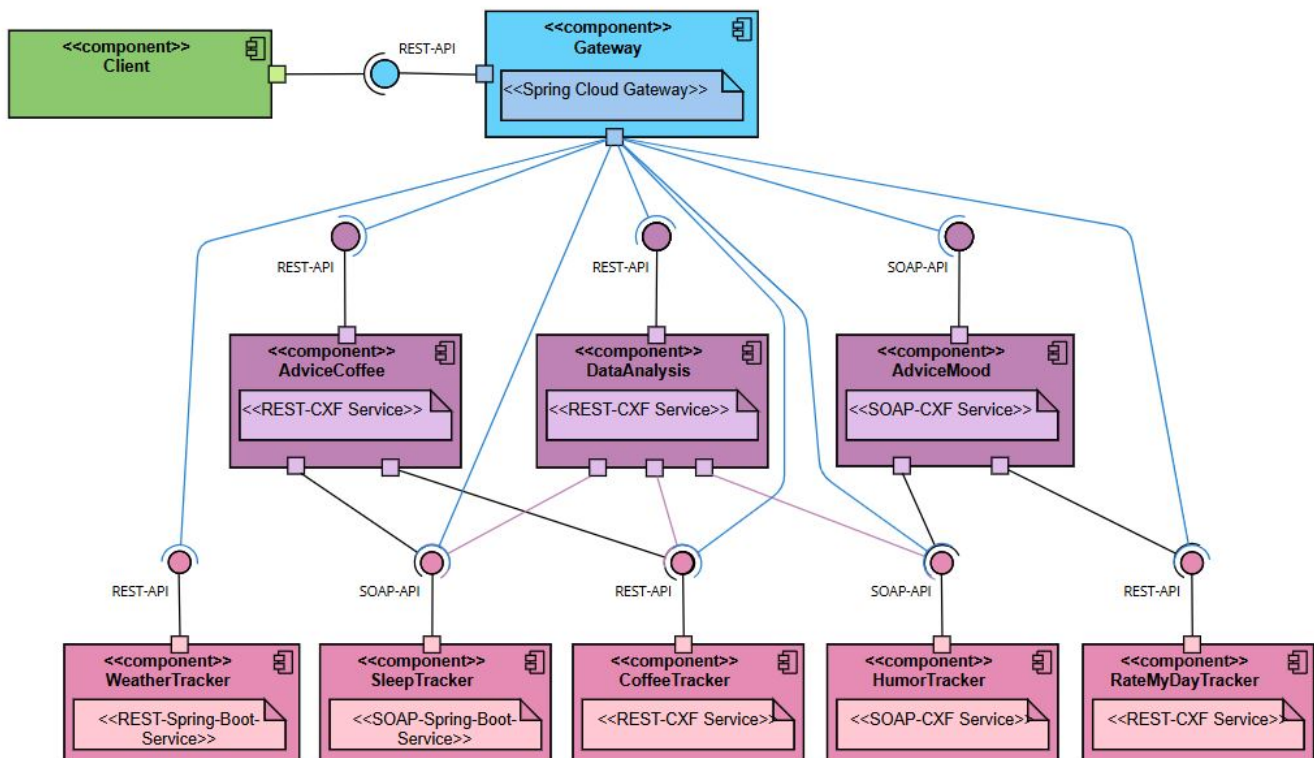 <<component>>
Client
REST-API
<<component>>
Gateway
<<Spring Cloud Gateway>>
REST-API
REST-API
SOAP-API
<<component>>
AdviceCoffee
<<REST-CXF Service>>
<<component>>
DataAnalysis
<<REST-CXF Service>>
<<component>>
AdviceMood
<<SOAP-CXF Service>>
REST-API
SOAP-API
REST-API
SOAP-API
REST-API
<<component>>
WeatherTracker
<<REST-Spring-Boot-
Service>>
<<component>>
SleepTracker
<<SOAP-Spring-Boot-
Service>>
<<component>>
CoffeeTracker
<<REST-CXF Service>>
<<component>>
HumorTracker
<<SOAP-CXF Service>>
<<component>>
RateMyDayTracker
<<REST-CXF Service>>